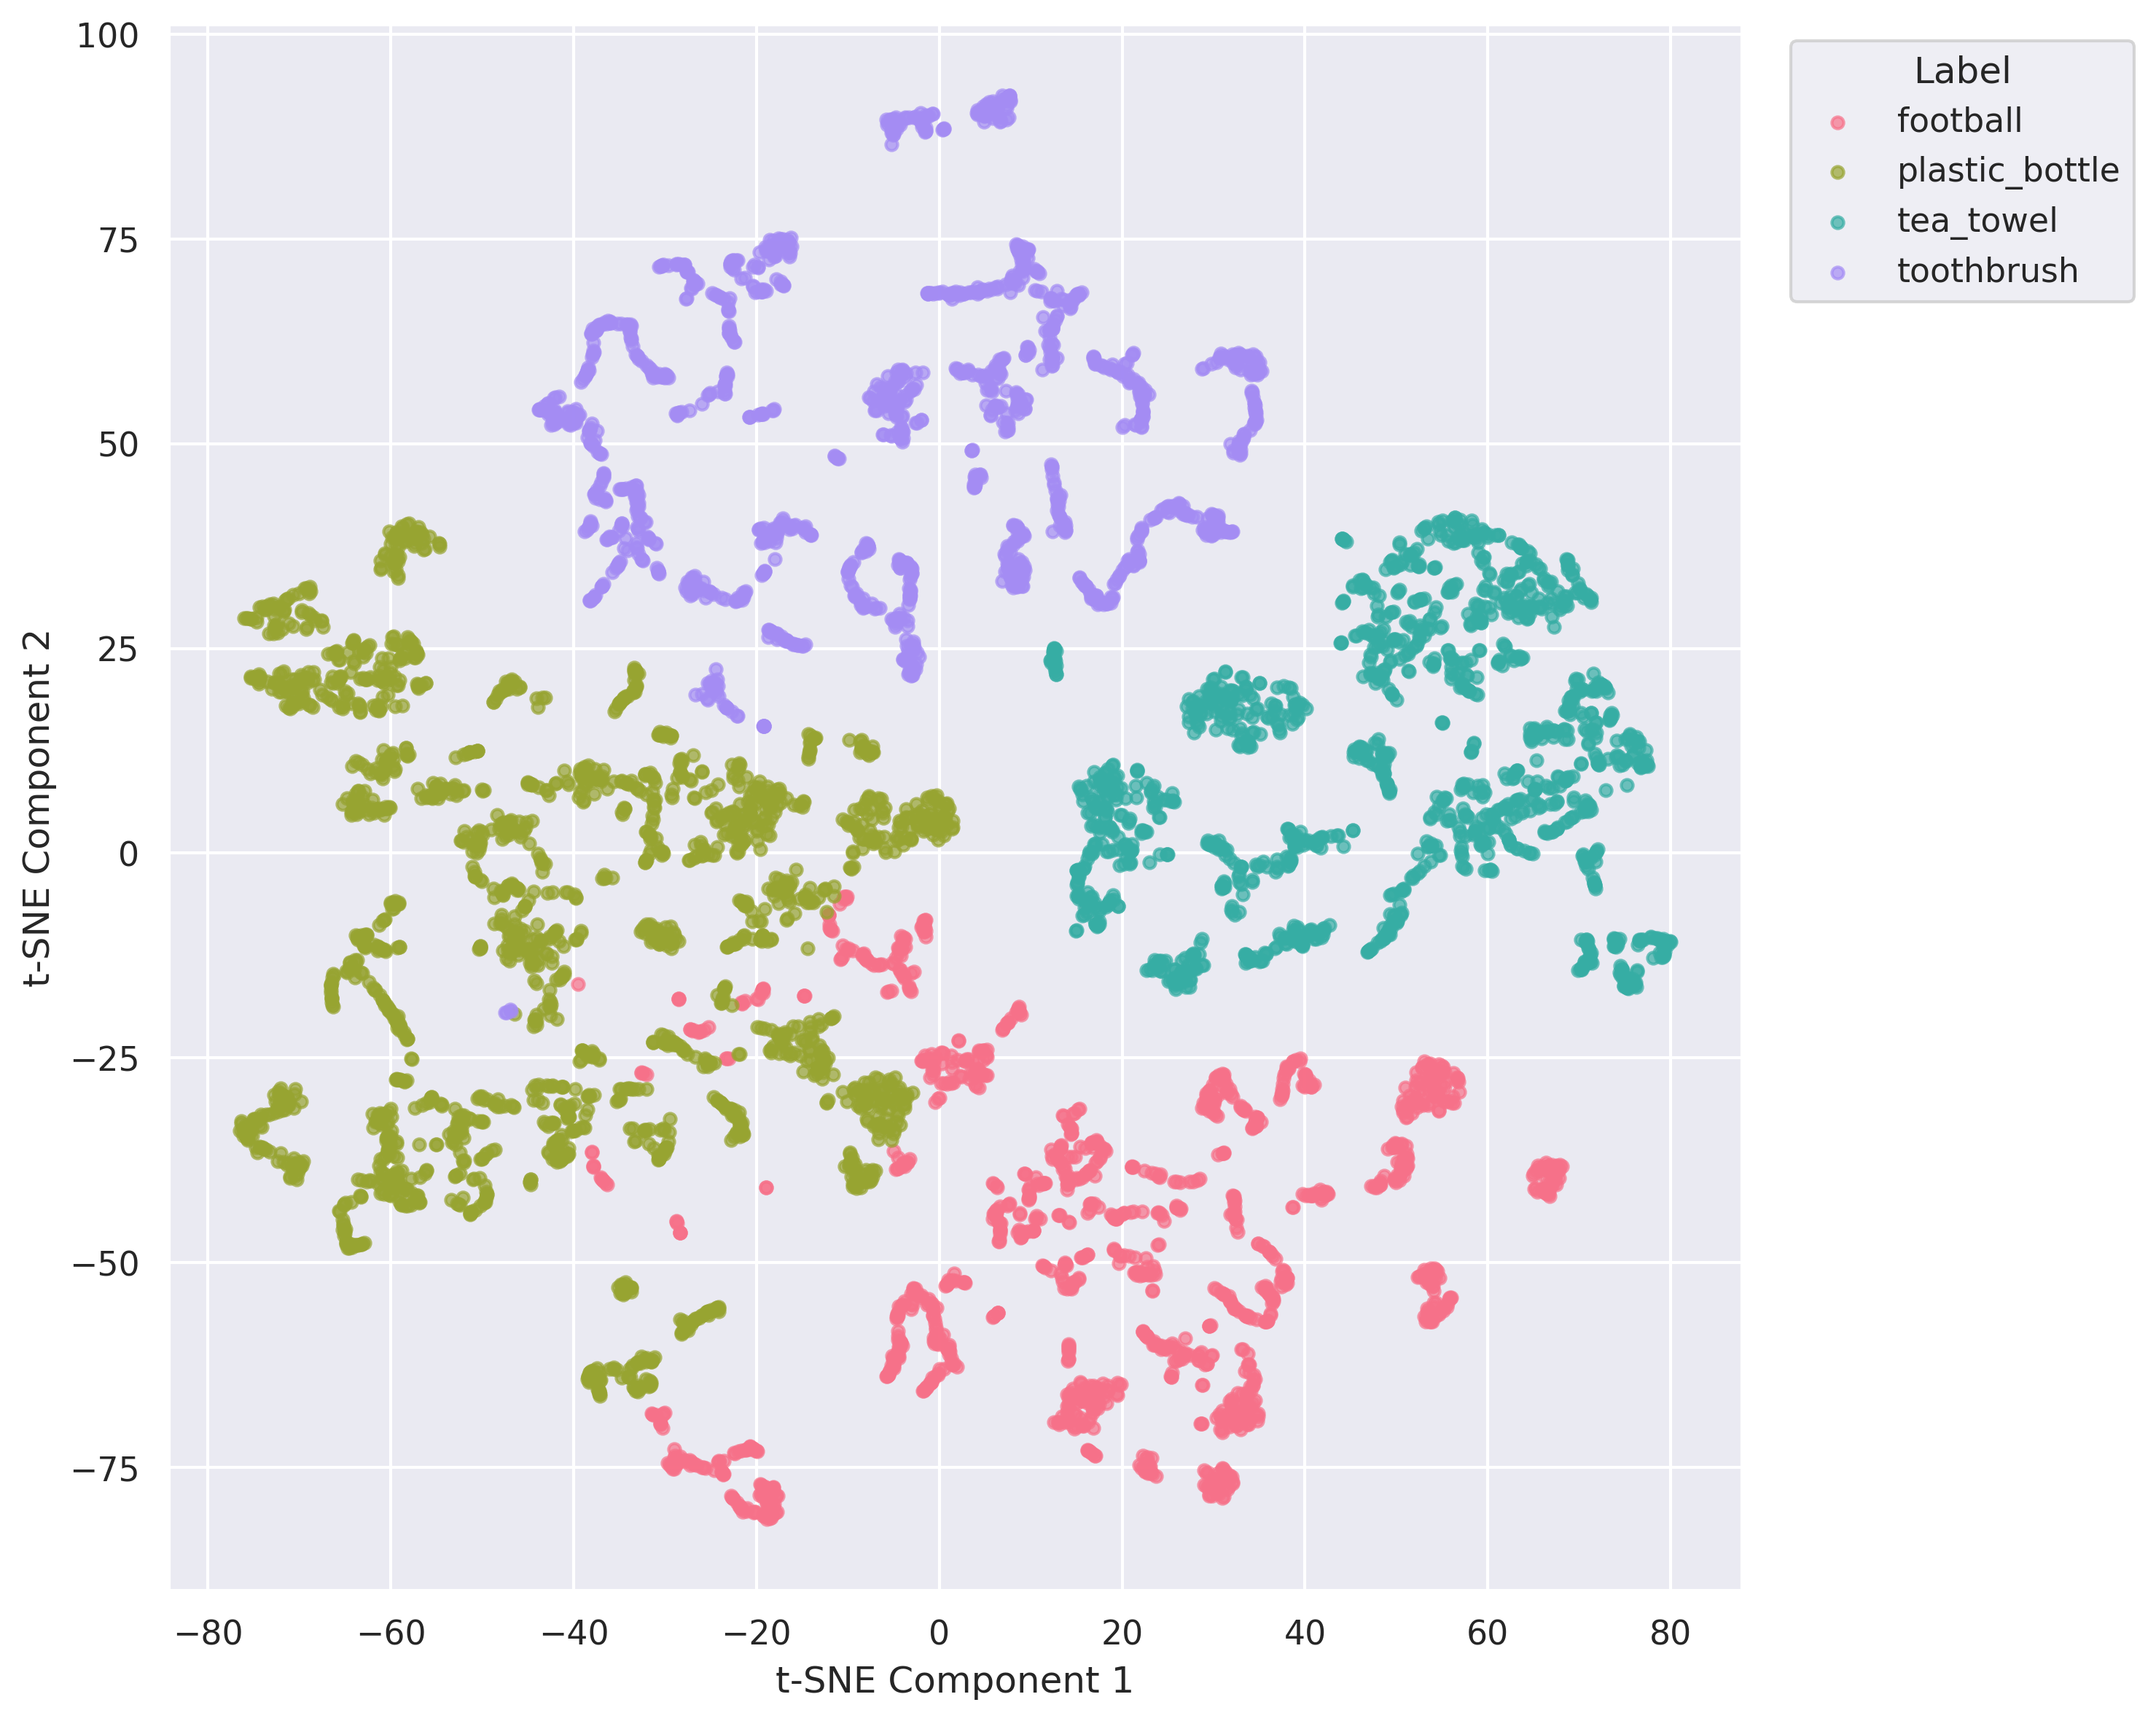 Label
football
plastic_bottle
tea_towel
toothbrush
100
75
50
25
0
−25
−50
−75
t-SNE Component 2
−80 −60 −40 −20 0 20 40 60 80
t-SNE Component 1